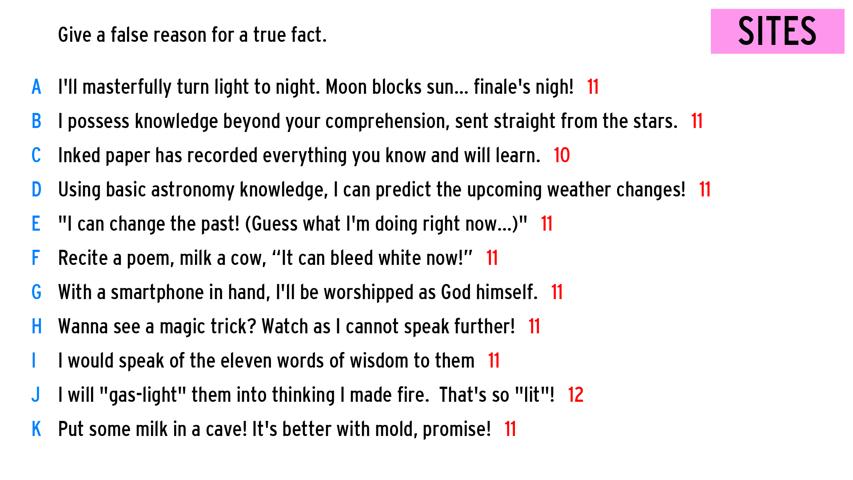 SITES
Give a false reason for a true fact.
A I'll masterfully turn light to night. Moon blocks sun... finale's nigh! 11
B I possess knowledge beyond your comprehension, sent straight from the stars. 11
C Inked paper has recorded everything you know and will learn. 10
D Using basic astronomy knowledge, I can predict the upcoming weather changes! 11
E "I can change the past! (Guess what I'm doing right now...)" 11
F Recite a poem, milk a cow, “It can bleed white now!” 11
G With a smartphone in hand, I'll be worshipped as God himself. 11
H Wanna see a magic trick? Watch as I cannot speak further! 11
I I would speak of the eleven words of wisdom to them 11
J I will "gas-light" them into thinking I made fire. That's so "lit"! 12
K Put some milk in a cave! It's better with mold, promise! 11